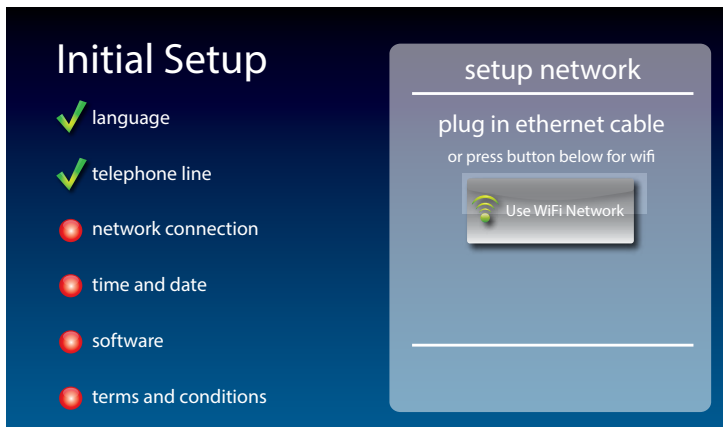 Initial Setup
language
telephone line
network connection
time and date
software
terms and conditions
setup network
plug in ethernet cable
or press button below for wifi
Use WiFi Network